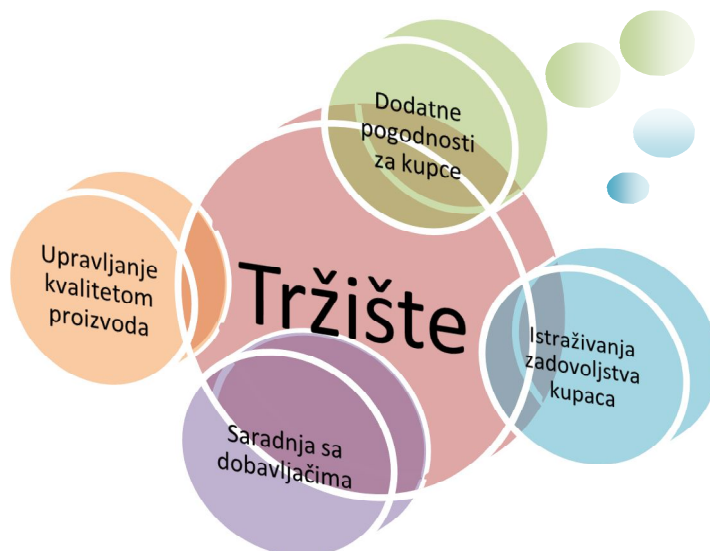 Dodatne
pogodnosti
za kupce
Upravljanje
kvalitetom
proizvoda
Tržište
Istraživanja
zadovoljstva
kupaca
Saradnja sa
dobavljačima